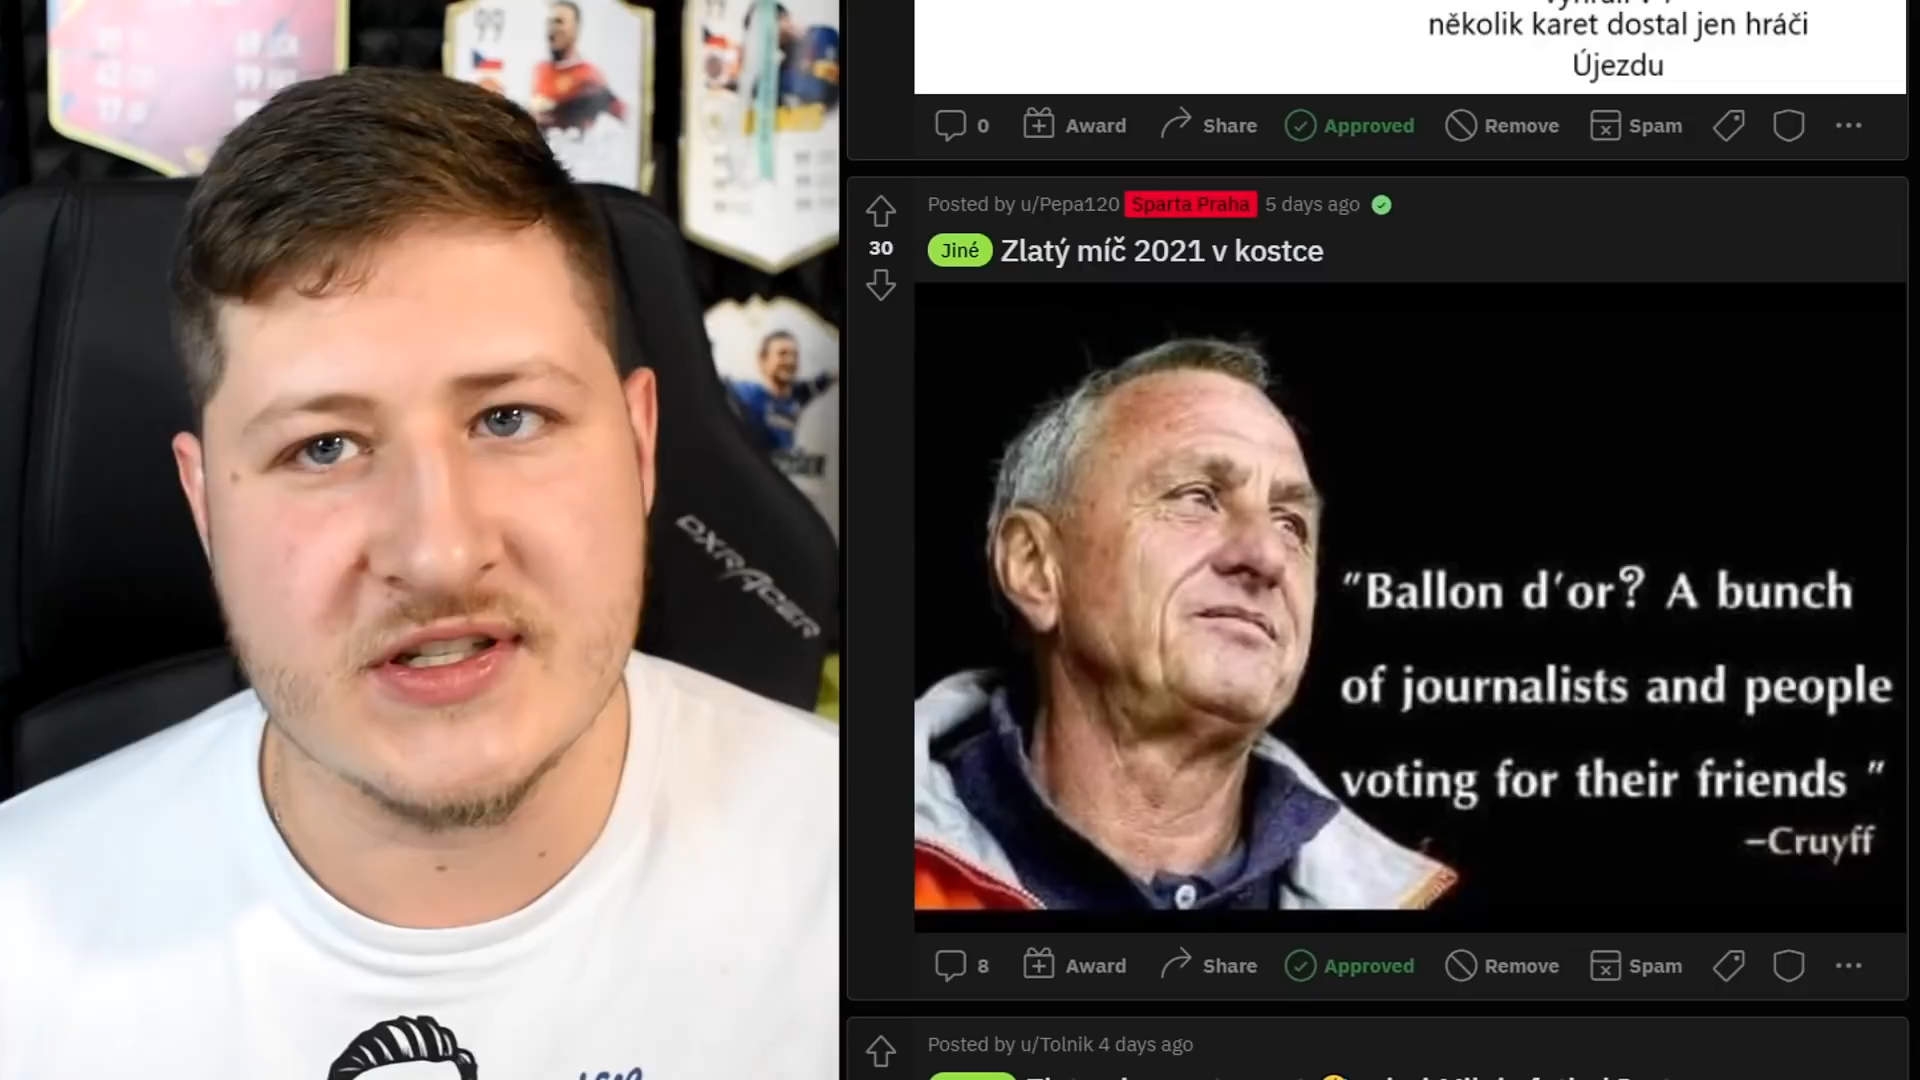 99
několik karet dostal jen hráči
Újezdu
0 Award Share Approved Remove Spam
Posted by u/Pepa120 Sparta Praha 5 days ago
30
Jiné Zlatý míč 2021 v kostce
DXRACER
"Ballon d'or? A bunch
of journalists and people
voting for their friends "
–Cruyff
8 Award Share Approved Remove Spam
Posted by u/Tolnik 4 days ago